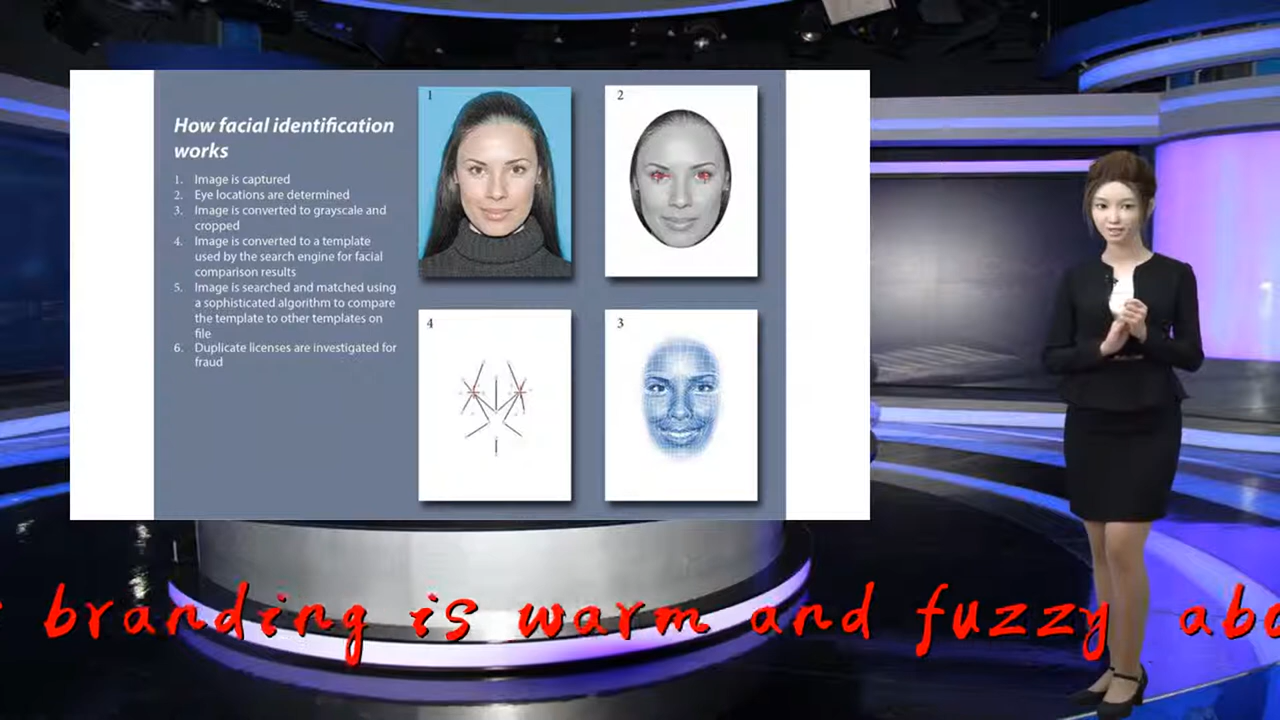 How facial identification
works
1. Image is captured
2. Eye locations are determined
3. Image is converted to grayscale and
cropped
4. Image is converted to a template
used by the search engine for facial
comparison results
5. Image is searched and matched using
a sophisticated algorithm to compare
the template to other templates on
file
6. Duplicate licenses are investigated for
fraud
1
2
4
3
branding is warm and fuzzy